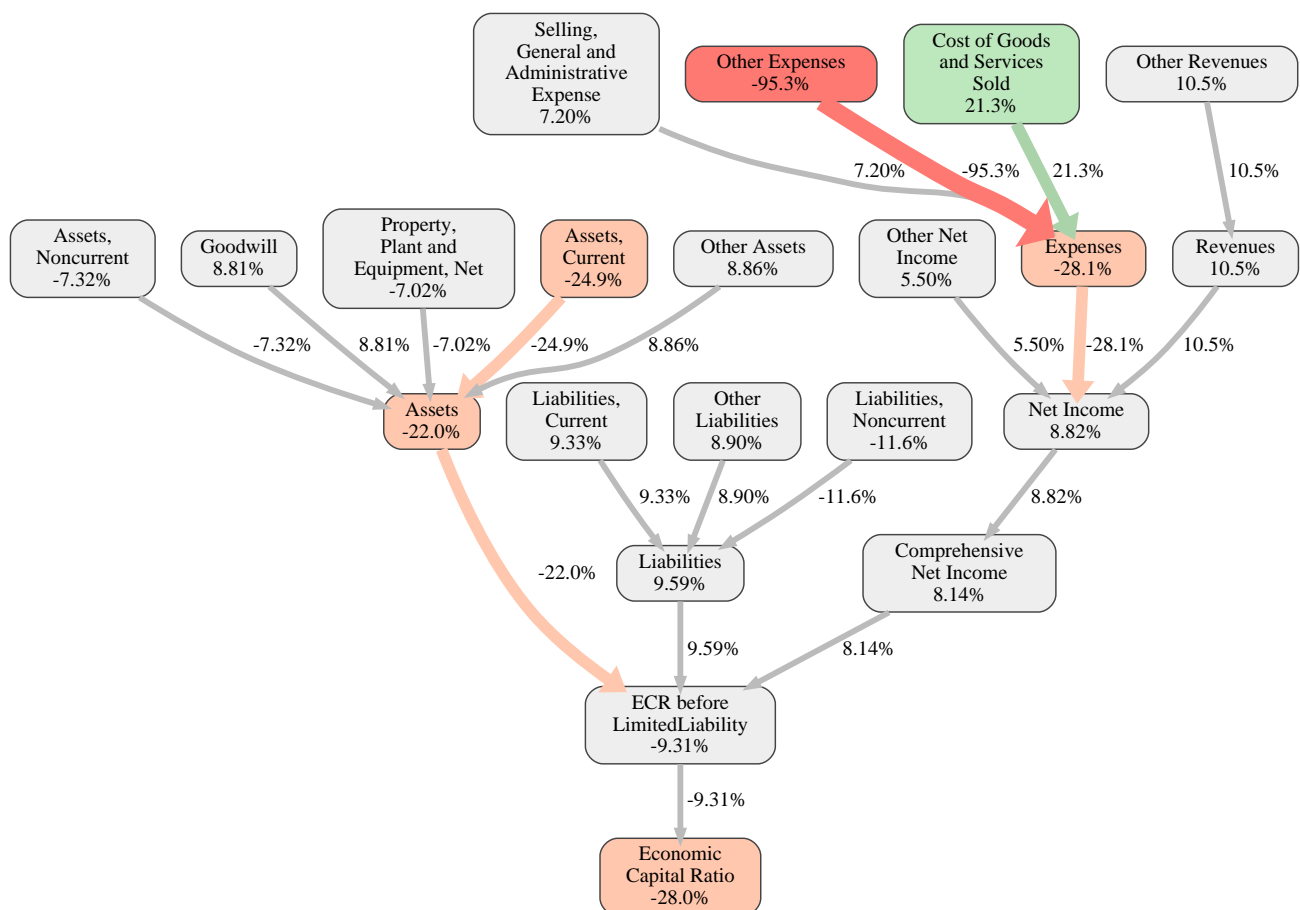 Selling,
General and
Administrative
Expense
7.20%
Other Expenses
-95.3%
Cost of Goods
and Services
Sold
21.3%
Other Revenues
10.5%
7.20%
-95.3%
21.3%
10.5%
Assets,
Noncurrent
-7.32%
Goodwill
8.81%
Property,
Plant and
Equipment, Net
-7.02%
Assets,
Current
-24.9%
Other Assets
8.86%
Other Net
Income
5.50%
Expenses
-28.1%
Revenues
10.5%
-7.32%
8.81%
-7.02%
-24.9%
8.86%
5.50%
-28.1%
10.5%
Assets
-22.0%
Liabilities,
Current
9.33%
Other
Liabilities
8.90%
Liabilities,
Noncurrent
-11.6%
Net Income
8.82%
9.33%
8.90%
-11.6%
8.82%
-22.0%
Liabilities
9.59%
Comprehensive
Net Income
8.14%
9.59%
8.14%
ECR before
LimitedLiability
-9.31%
-9.31%
Economic
Capital Ratio
-28.0%